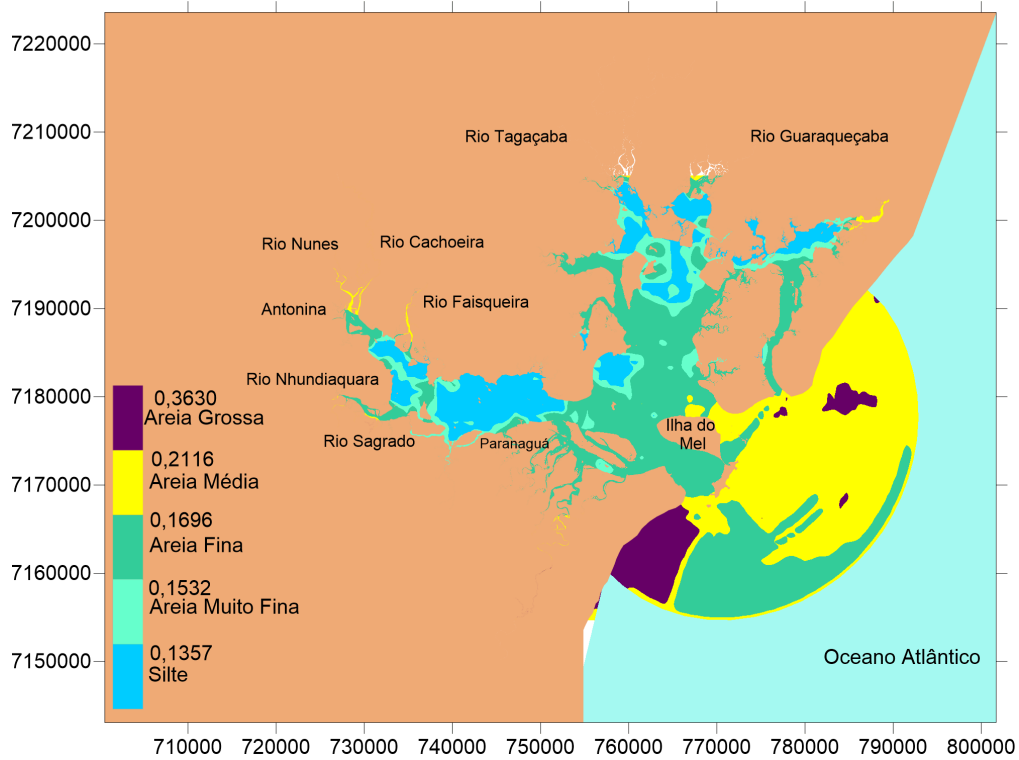 7220000
7210000
Rio Tagaçaba
Rio Guaraqueçaba
7200000
Rio Nunes
Rio Cachoeira
7190000
Antonina
Rio Faisqueira
7180000
Rio Nhundiaquara
0,3630
Areia Grossa
Ilha do
Mel
Rio Sagrado
Paranaguá
0,2116
Areia Média
7170000
0,1696
Areia Fina
7160000
0,1532
Areia Muito Fina
7150000
0,1357
Silte
Oceano Atlântico
710000 720000 730000 740000 750000 760000 770000 780000 790000 800000